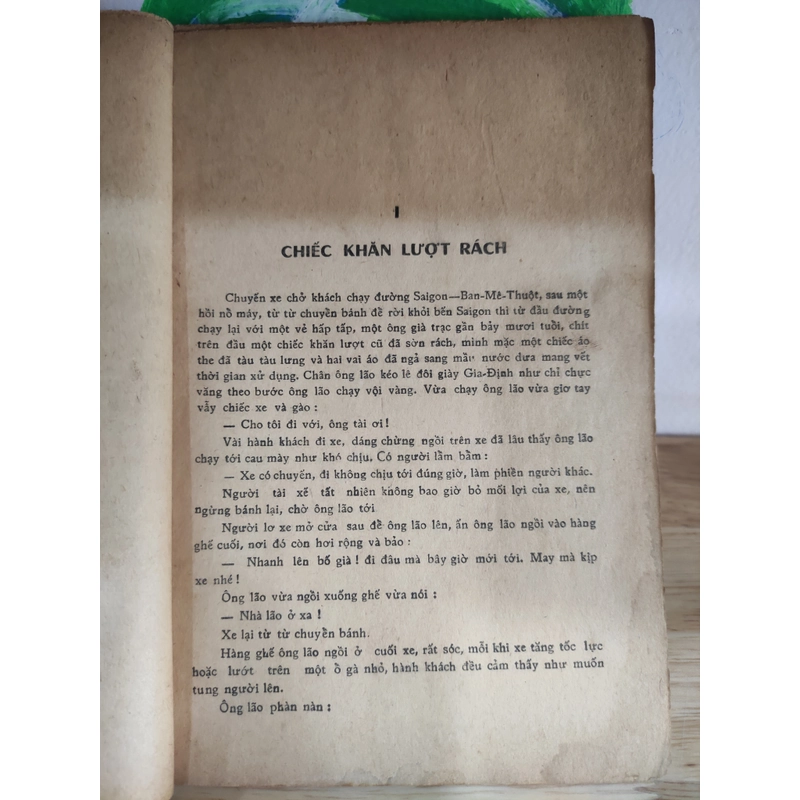 I
CHIẾC KHĂN LƯỢT RÁCH
Chuyến xe chở khách chạy đường Saigon—Ban-Mê-Thuột, sau một
hồi nổ máy, từ từ chuyển bánh để rời khỏi bến Saigon thì từ đầu đường
chạy lại với một vẻ hấp tấp, một ông già trạc gần bảy mươi tuổi, chít
trên đầu một chiếc khăn lượt cũ đã sờn rách, mình mặc một chiếc áo
the đã tàu tàu lưng và hai vai áo đã ngả sang mầu nước dưa mang vết
thời gian xử dụng. Chân ông lão kéo lê đôi giày Gia-Định như chỉ chực
văng theo bước ông lão chạy vội vàng. Vừa chạy ông lão vừa giơ tay
vẫy chiếc xe và gào :
— Cho tôi đi với, ông tài ơi !
Vài hành khách đi xe, dáng chừng ngồi trên xe đã lâu thấy ông lão
chạy tới cau mày như khó chịu. Có người lầm bầm :
— Xe có chuyến, đi không chịu tới đúng giờ, làm phiền người khác.
Người tài xế tất nhiên không bao giờ bỏ mối lợi của xe, nên
ngừng bánh lại, chờ ông lão tới
Người lơ xe mở cửa sau để ông lão lên, ấn ông lão ngồi vào hàng
ghế cuối, nơi đó còn hơi rộng và bảo :
— Nhanh lên bố già ! đi đâu mà bây giờ mới tới. May mà kịp
xe nhé !
Ông lão vừa ngồi xuống ghế vừa nói :
— Nhà lão ở xa !
Xe lại từ từ chuyển bánh.
Hàng ghế ông lão ngồi ở cuối xe, rất sóc, mỗi khi xe tăng tốc lực
hoặc lướt trên một ổ gà nhỏ, hành khách đều cảm thấy như muốn
tung người lên.
Ông lão phàn nàn :